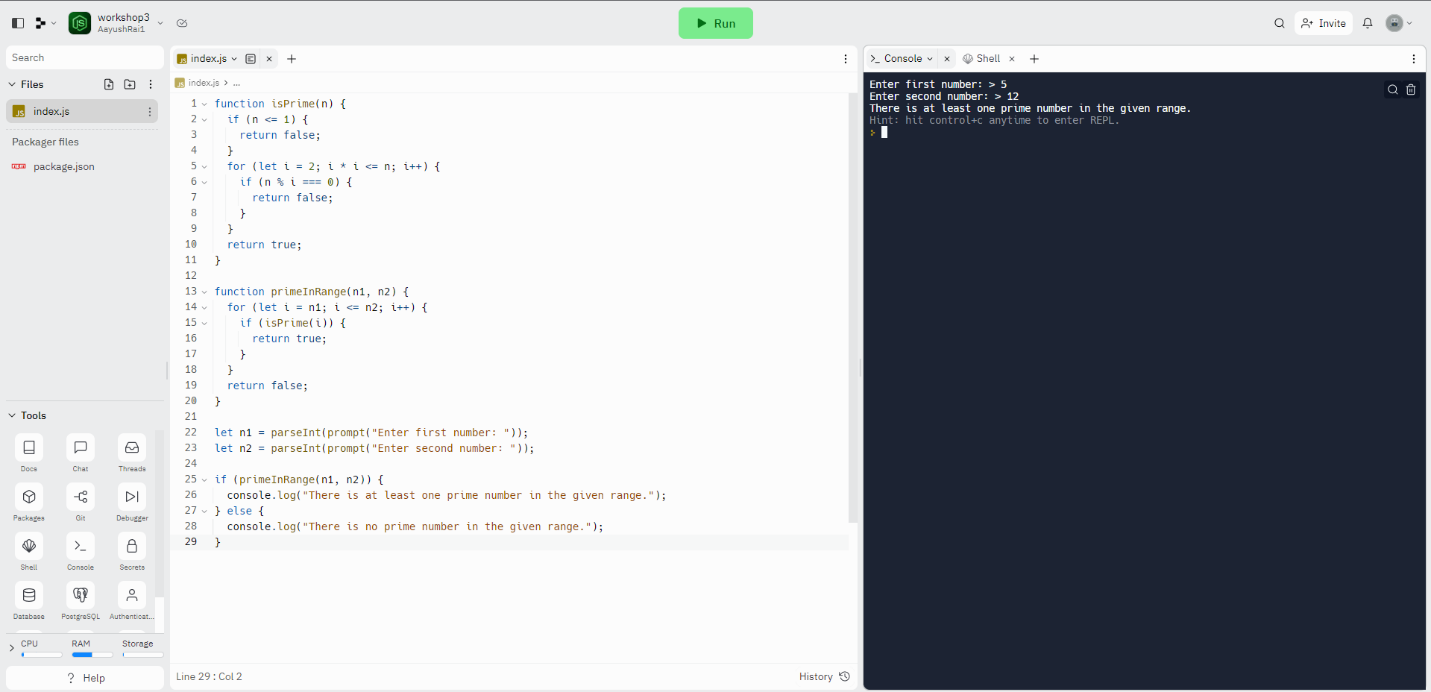 workshop3
AayushRai1
Run
Invite
Search
Files
index.js
Packager files
package.json
Tools
Docs
Chat
Threads
Packages
Git
Debugger
Shell
Console
Secrets
Database
PostgreSQL
Authenticat...
CPU
RAM
Storage
? Help
index.js
index.js > ...
1 function isPrime(n) {
2 if (n <= 1) {
3 return false;
4 }
5 for (let i = 2; i * i <= n; i++) {
6 if (n % i === 0) {
7 return false;
8 }
9 }
10 return true;
11 }
12
13 function primeInRange(n1, n2) {
14 for (let i = n1; i <= n2; i++) {
15 if (isPrime(i)) {
16 return true;
17 }
18 }
19 return false;
20 }
21
22 let n1 = parseInt(prompt("Enter first number: "));
23 let n2 = parseInt(prompt("Enter second number: "));
24
25 if (primeInRange(n1, n2)) {
26 console.log("There is at least one prime number in the given range.");
27 } else {
28 console.log("There is no prime number in the given range.");
29 }
Line 29 : Col 2
History
Console
Shell
Enter first number: > 5
Enter second number: > 12
There is at least one prime number in the given range.
Hint: hit control+c anytime to enter REPL.